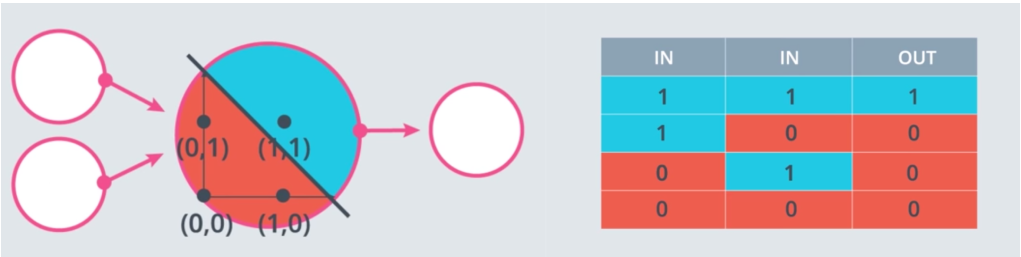 (0,1) (1,1)
(0,0) (1,0)
IN IN OUT
1 1 1
1 0 0
0 1 0
0 0 0